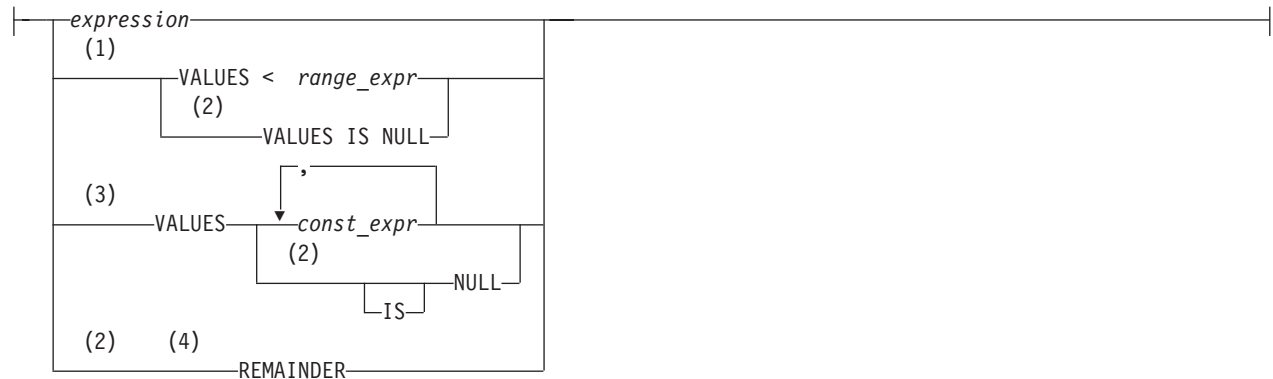 expression
(1)
VALUES < range_expr
(2)
VALUES IS NULL
,
(3)
VALUES const_expr
(2)
NULL
IS
(2) (4)
REMAINDER